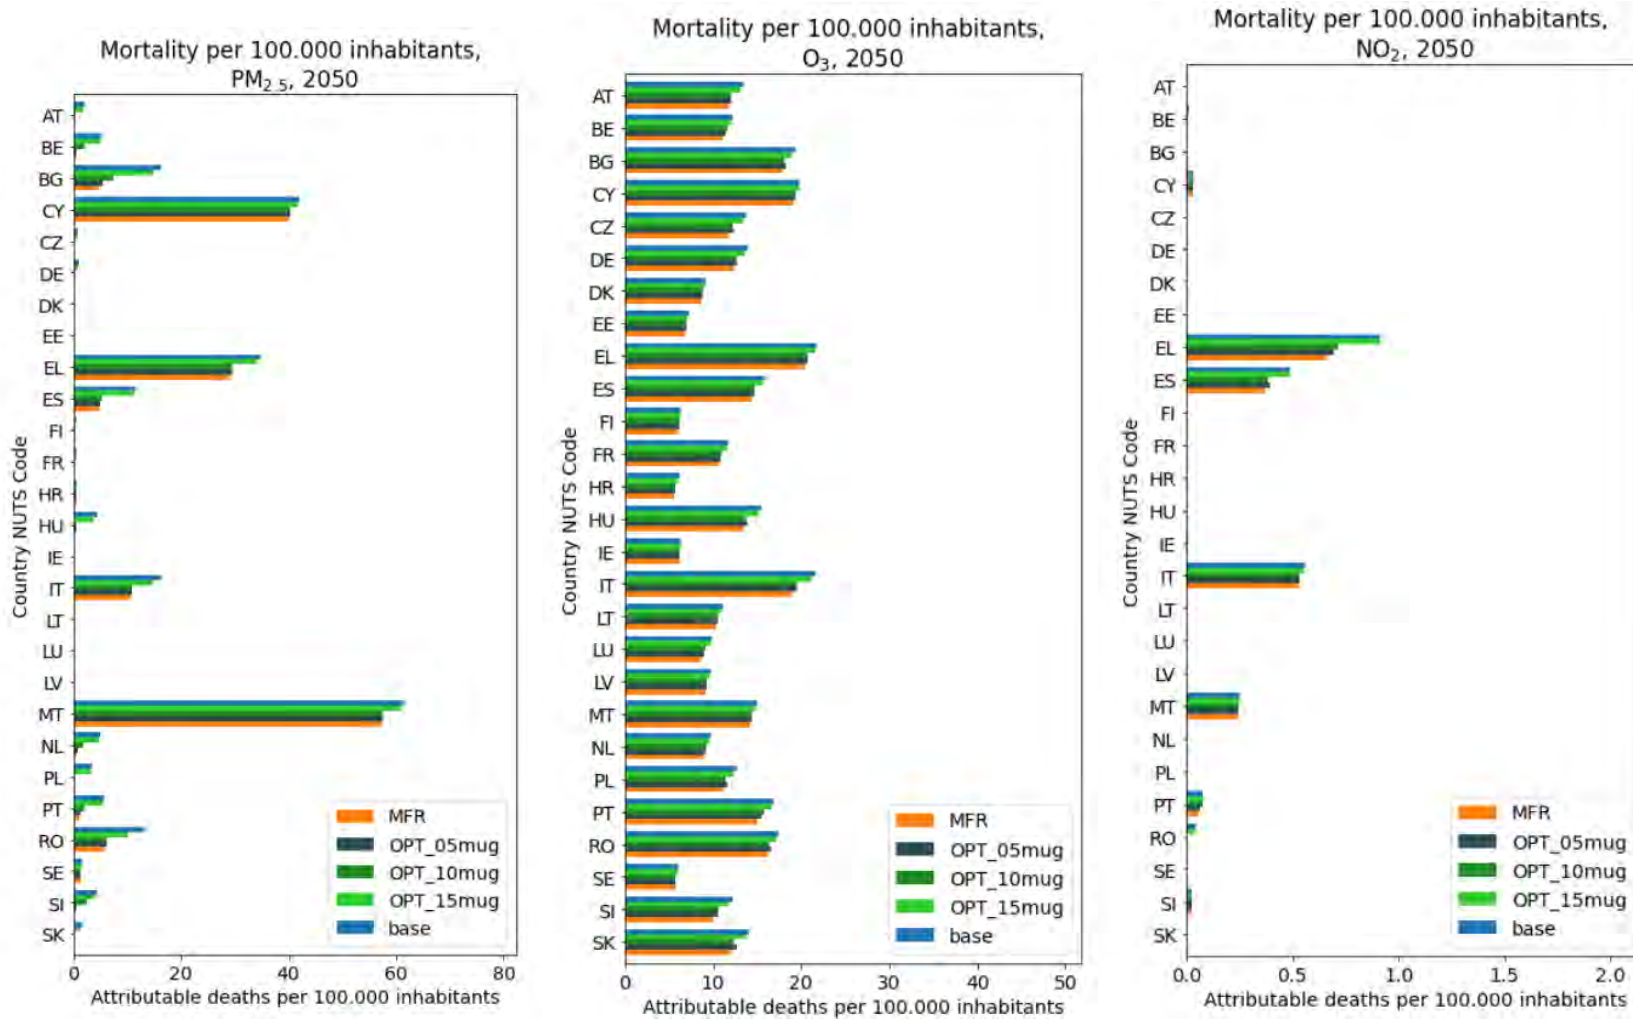 Mortality per 100.000 inhabitants,
PM2.5, 2050
AT
BE
BG
CY
CZ
DE
DK
EE
EL
ES
FI
FR
HR
HU
IE
IT
LT
LU
LV
MT
NL
PL
PT
RO
SE
SI
SK
Country NUTS Code
MFR
OPT_05mug
OPT_10mug
OPT_15mug
base
0 20 40 60 80
Attributable deaths per 100.000 inhabitants
Mortality per 100.000 inhabitants,
O3, 2050
AT
BE
BG
CY
CZ
DE
DK
EE
EL
ES
FI
FR
HR
HU
IE
IT
LT
LU
LV
MT
NL
PL
PT
RO
SE
SI
SK
Country NUTS Code
MFR
OPT_05mug
OPT_10mug
OPT_15mug
base
0 10 20 30 40 50
Attributable deaths per 100.000 inhabitants
Mortality per 100.000 inhabitants,
NO2, 2050
AT
BE
BG
CY
CZ
DE
DK
EE
EL
ES
FI
FR
HR
HU
IE
IT
LT
LU
LV
MT
NL
PL
PT
RO
SE
SI
SK
Country NUTS Code
MFR
OPT_05mug
OPT_10mug
OPT_15mug
base
0.0 0.5 1.0 1.5 2.0
Attributable deaths per 100.000 inhabitants